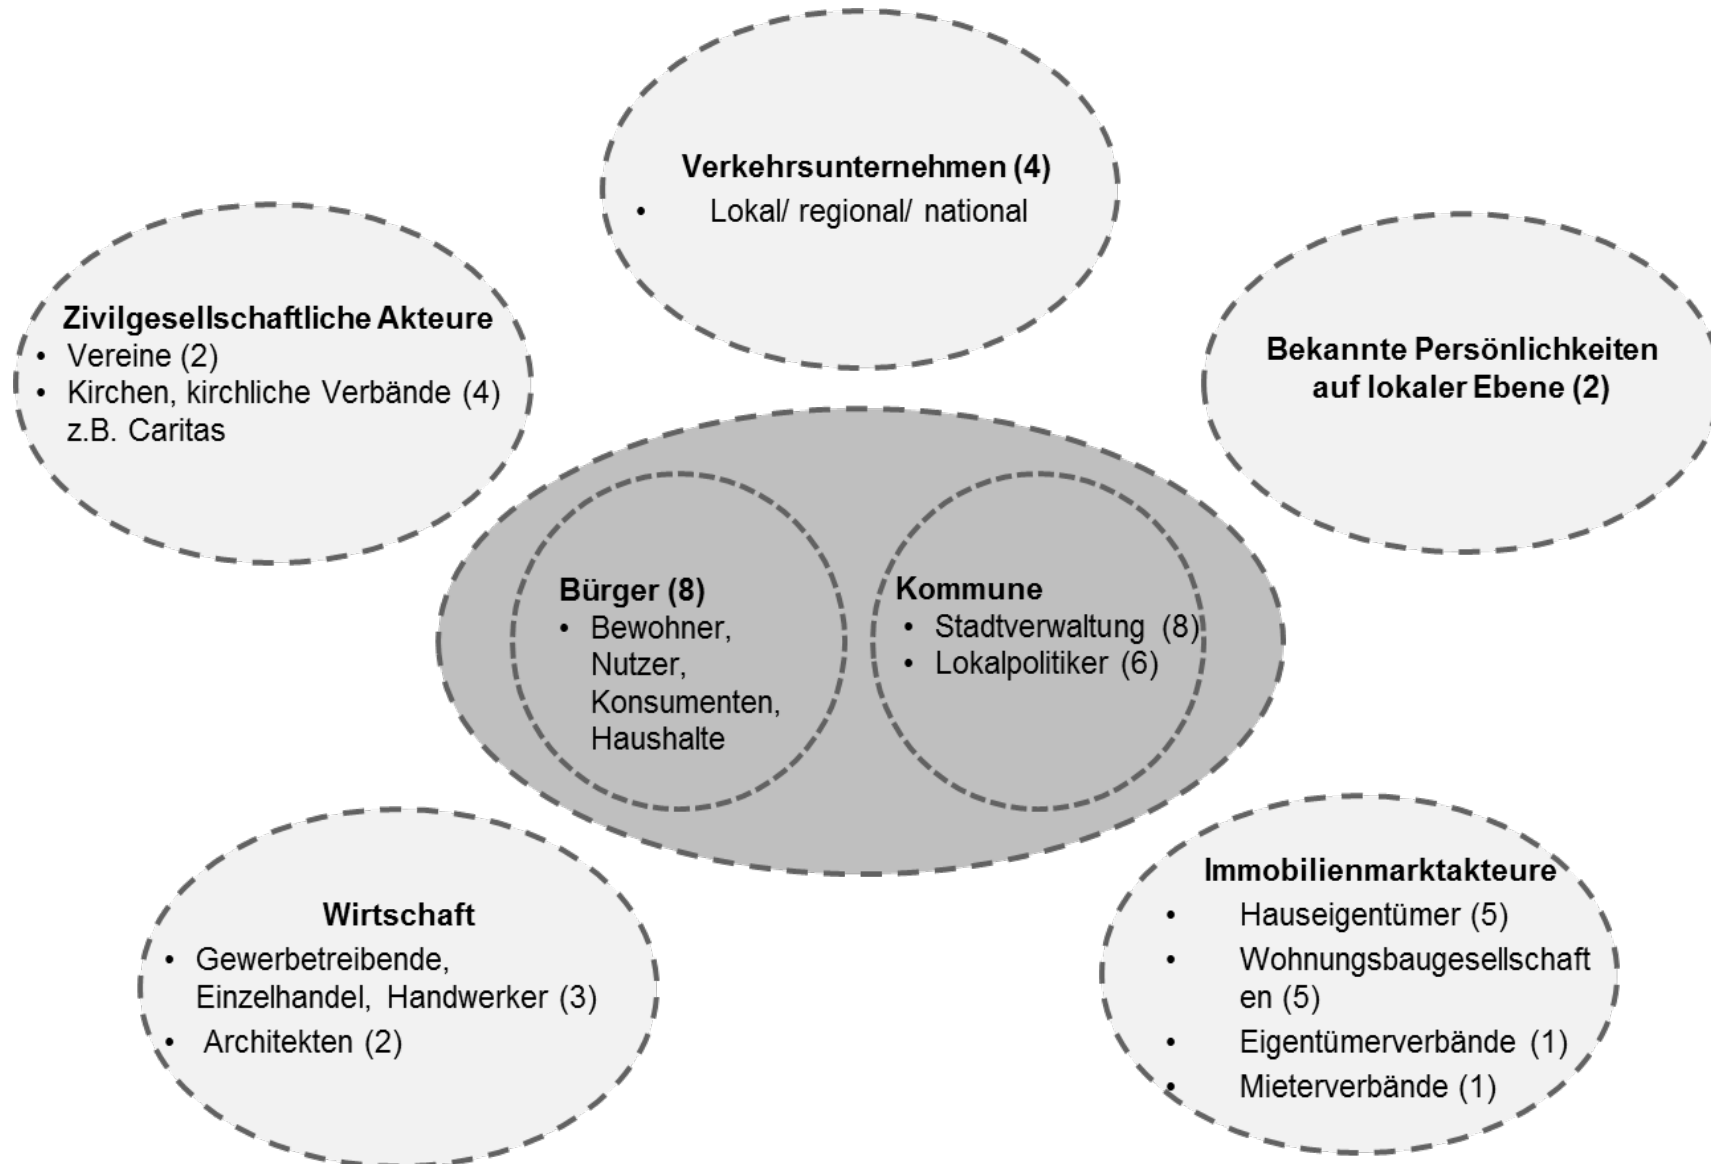 Verkehrsunternehmen (4)
• Lokal/ regional/ national
Zivilgesellschaftliche Akteure
• Vereine (2)
• Kirchen, kirchliche Verbände (4)
z.B. Caritas
Bekannte Persönlichkeiten
auf lokaler Ebene (2)
Bürger (8)
• Bewohner,
Nutzer,
Konsumenten,
Haushalte
Kommune
• Stadtverwaltung (8)
• Lokalpolitiker (6)
Wirtschaft
• Gewerbetreibende,
Einzelhandel, Handwerker (3)
• Architekten (2)
Immobilienmarktakteure
• Hauseigentümer (5)
• Wohnungsbaugesellschaft
en (5)
• Eigentümerverbände (1)
• Mieterverbände (1)